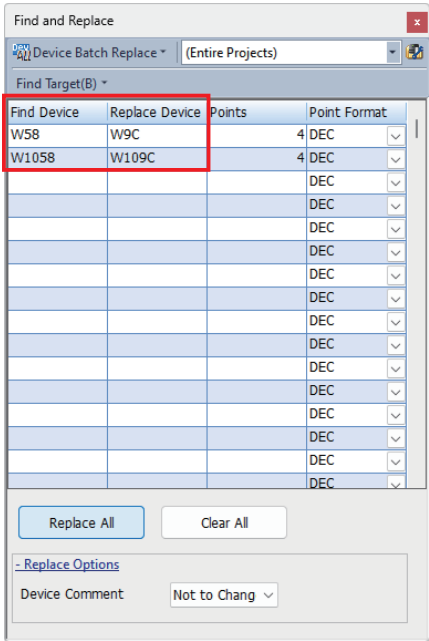 Find and Replace
Device Batch Replace (Entire Projects)
Find Target(B)
Find Device Replace Device Points Point Format
W58 W9C 4 DEC
W1058 W109C 4 DEC
DEC
DEC
DEC
DEC
DEC
DEC
DEC
DEC
DEC
DEC
DEC
DEC
DEC
DEC
Replace All Clear All
- Replace Options
Device Comment Not to Chang